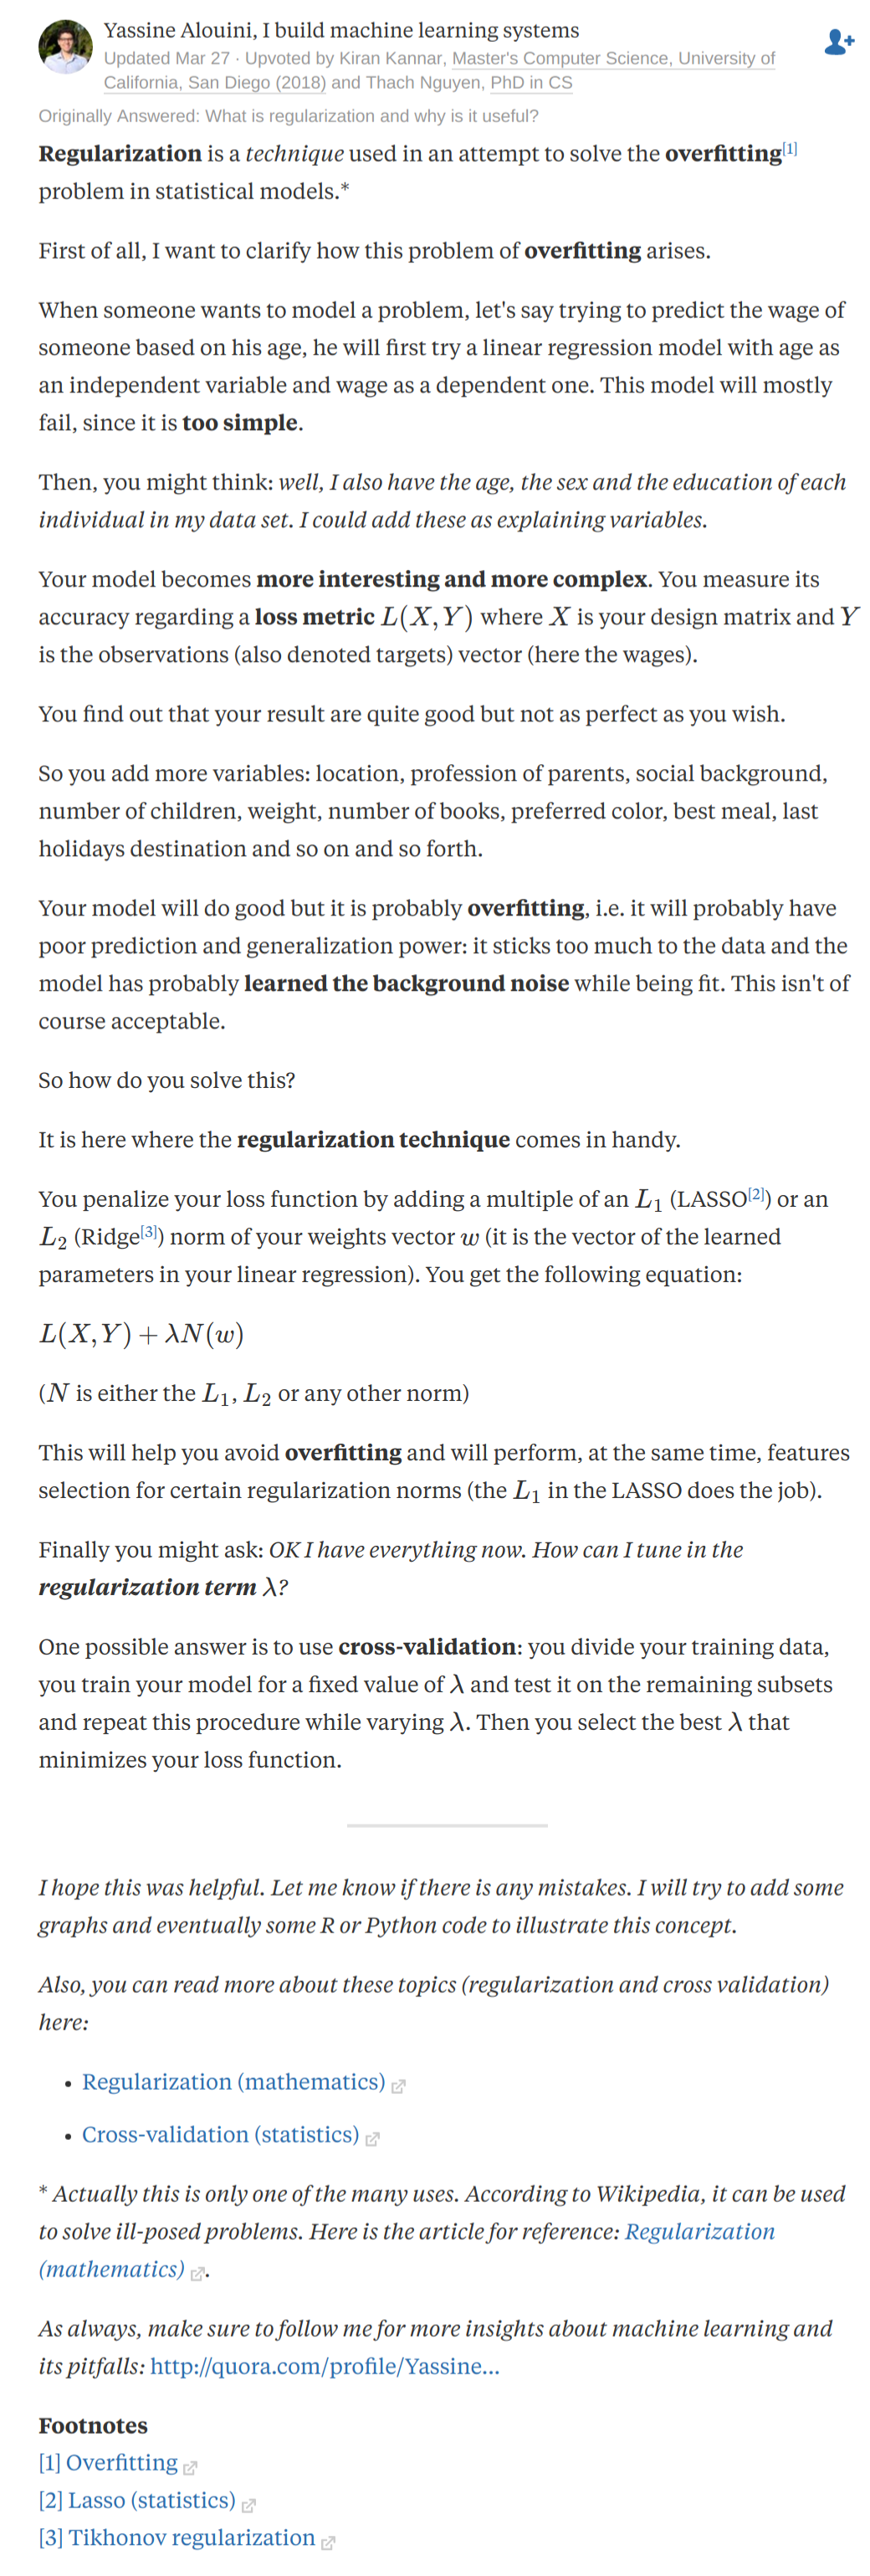 Yassine Alouini, I build machine learning systems
Updated Mar 27 · Upvoted by Kiran Kannar, Master's Computer Science, University of
California, San Diego (2018) and Thach Nguyen, PhD in CS
Originally Answered: What is regularization and why is it useful?
Regularization is a technique used in an attempt to solve the overfitting[1]
problem in statistical models.*
First of all, I want to clarify how this problem of overfitting arises.
When someone wants to model a problem, let's say trying to predict the wage of
someone based on his age, he will first try a linear regression model with age as
an independent variable and wage as a dependent one. This model will mostly
fail, since it is too simple.
Then, you might think: well, I also have the age, the sex and the education of each
individual in my data set. I could add these as explaining variables.
Your model becomes more interesting and more complex. You measure its
accuracy regarding a loss metric L(X, Y) where X is your design matrix and Y
is the observations (also denoted targets) vector (here the wages).
You find out that your result are quite good but not as perfect as you wish.
So you add more variables: location, profession of parents, social background,
number of children, weight, number of books, preferred color, best meal, last
holidays destination and so on and so forth.
Your model will do good but it is probably overfitting, i.e. it will probably have
poor prediction and generalization power: it sticks too much to the data and the
model has probably learned the background noise while being fit. This isn't of
course acceptable.
So how do you solve this?
It is here where the regularization technique comes in handy.
You penalize your loss function by adding a multiple of an L₁ (LASSO[2]) or an
L₂ (Ridge[3]) norm of your weights vector w (it is the vector of the learned
parameters in your linear regression). You get the following equation:
L(X, Y) + λN(w)
(N is either the L₁, L₂ or any other norm)
This will help you avoid overfitting and will perform, at the same time, features
selection for certain regularization norms (the L₁ in the LASSO does the job).
Finally you might ask: OK I have everything now. How can I tune in the
regularization term λ?
One possible answer is to use cross-validation: you divide your training data,
you train your model for a fixed value of λ and test it on the remaining subsets
and repeat this procedure while varying λ. Then you select the best λ that
minimizes your loss function.
I hope this was helpful. Let me know if there is any mistakes. I will try to add some
graphs and eventually some R or Python code to illustrate this concept.
Also, you can read more about these topics (regularization and cross validation)
here:
• Regularization (mathematics)
• Cross-validation (statistics)
* Actually this is only one of the many uses. According to Wikipedia, it can be used
to solve ill-posed problems. Here is the article for reference: Regularization
(mathematics) .
As always, make sure to follow me for more insights about machine learning and
its pitfalls: http://quora.com/profile/Yassine...
Footnotes
[1] Overfitting
[2] Lasso (statistics)
[3] Tikhonov regularization